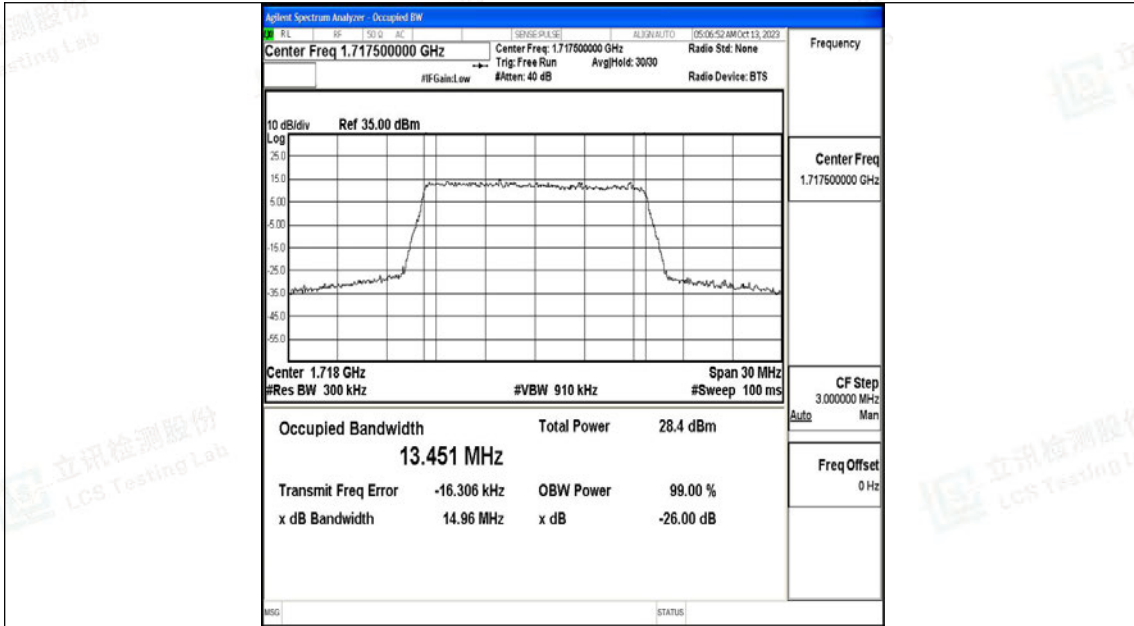 Agilent Spectrum Analyzer - Occupied BW
RL RF 50 Ω AC SENSE:PULSE ALIGNAUTO 05:06:52 AM Oct 13, 2023
Center Freq 1.717500000 GHz
Center Freq: 1.717500000 GHz Radio Std: None
Trig: Free Run Avg|Hold: 30/30
#IFGain:Low #Atten: 40 dB Radio Device: BTS
Frequency
10 dB/div Ref 35.00 dBm
Log
25.0
15.0
5.00
-5.00
-15.0
-25.0
-35.0
-45.0
-55.0
Center 1.718 GHz Span 30 MHz
#Res BW 300 kHz #VBW 910 kHz #Sweep 100 ms
Center Freq
1.717500000 GHz
CF Step
3.000000 MHz
Auto Man
Freq Offset
0 Hz
Occupied Bandwidth Total Power 28.4 dBm
13.451 MHz
Transmit Freq Error -16.306 kHz OBW Power 99.00 %
x dB Bandwidth 14.96 MHz x dB -26.00 dB
MSG STATUS
立讯检测股份
LCS Testing Lab
立讯检测股份
LCS Testing